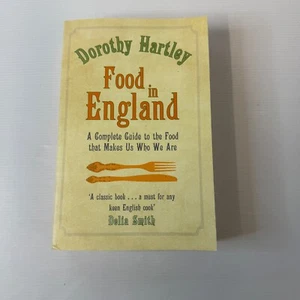 Dorothy Hartley
Food in
England
A Complete Guide to the Food
that Makes Us Who We Are
'A classic book . . . a must for any
keen English cook'
Delia Smith